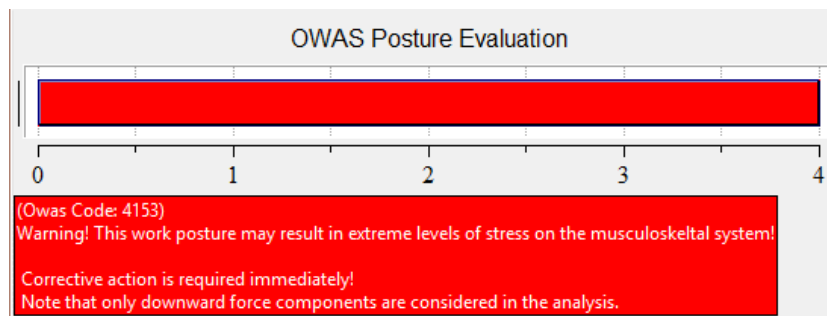 OWAS Posture Evaluation
0 1 2 3 4
(Owas Code: 4153)
Warning! This work posture may result in extreme levels of stress on the musculoskeltal system!
Corrective action is required immediately!
Note that only downward force components are considered in the analysis.